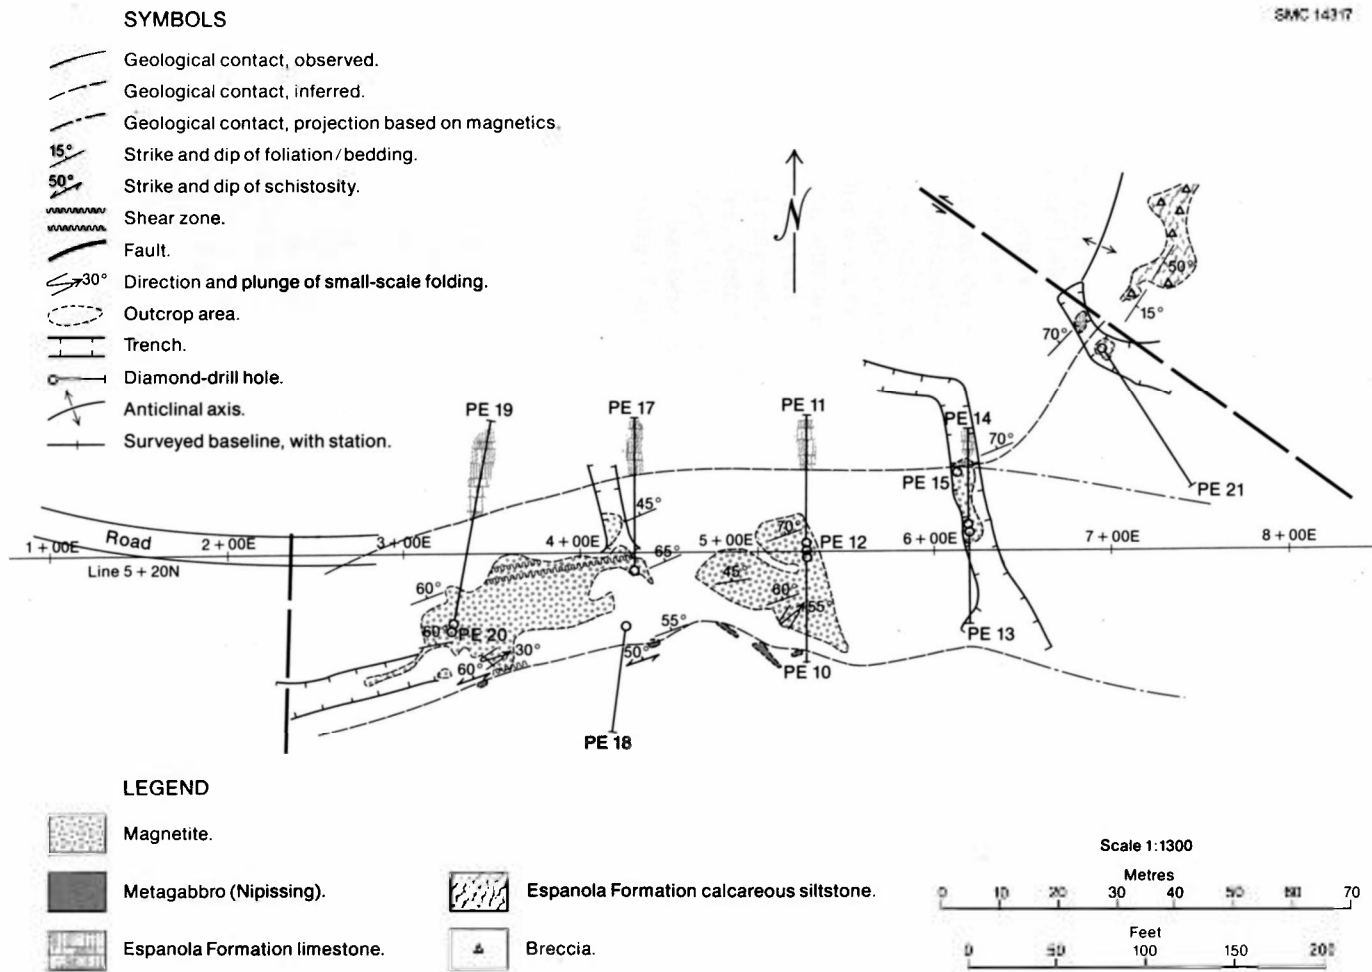 SYMBOLS
SMC 14317
Geological contact, observed.
Geological contact, inferred.
Geological contact, projection based on magnetics.
15° Strike and dip of foliation/bedding.
50° Strike and dip of schistosity.
Shear zone.
Fault.
30° Direction and plunge of small-scale folding.
Outcrop area.
Trench.
Diamond-drill hole.
Anticlinal axis.
Surveyed baseline, with station.
N
50°
15°
70°
PE 19
PE 17
PE 11
PE 14
70°
PE 15
PE 21
45°
70°
Road
1 + 00E
2 + 00E
3 + 00E
4 + 00E
5 + 00E
PE 12
6 + 00E
7 + 00E
8 + 00E
Line 5 + 20N
65°
60°
45°
60°
55°
55°
60°
PE 20
PE 13
30°
50°
60°
PE 10
PE 18
LEGEND
Magnetite.
Metagabbro (Nipissing).
Espanola Formation limestone.
Espanola Formation calcareous siltstone.
Breccia.
Scale 1:1300
Metres
0 10 20 30 40 50 60 70
Feet
0 50 100 150 200